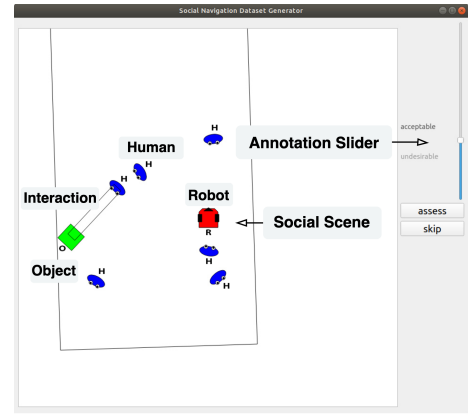 Social Navigation Dataset Generator
H
Human
H
H
Annotation Slider
acceptable
undesirable
Interaction
Robot
R
Social Scene
assess
skip
O
Object
H
H
H